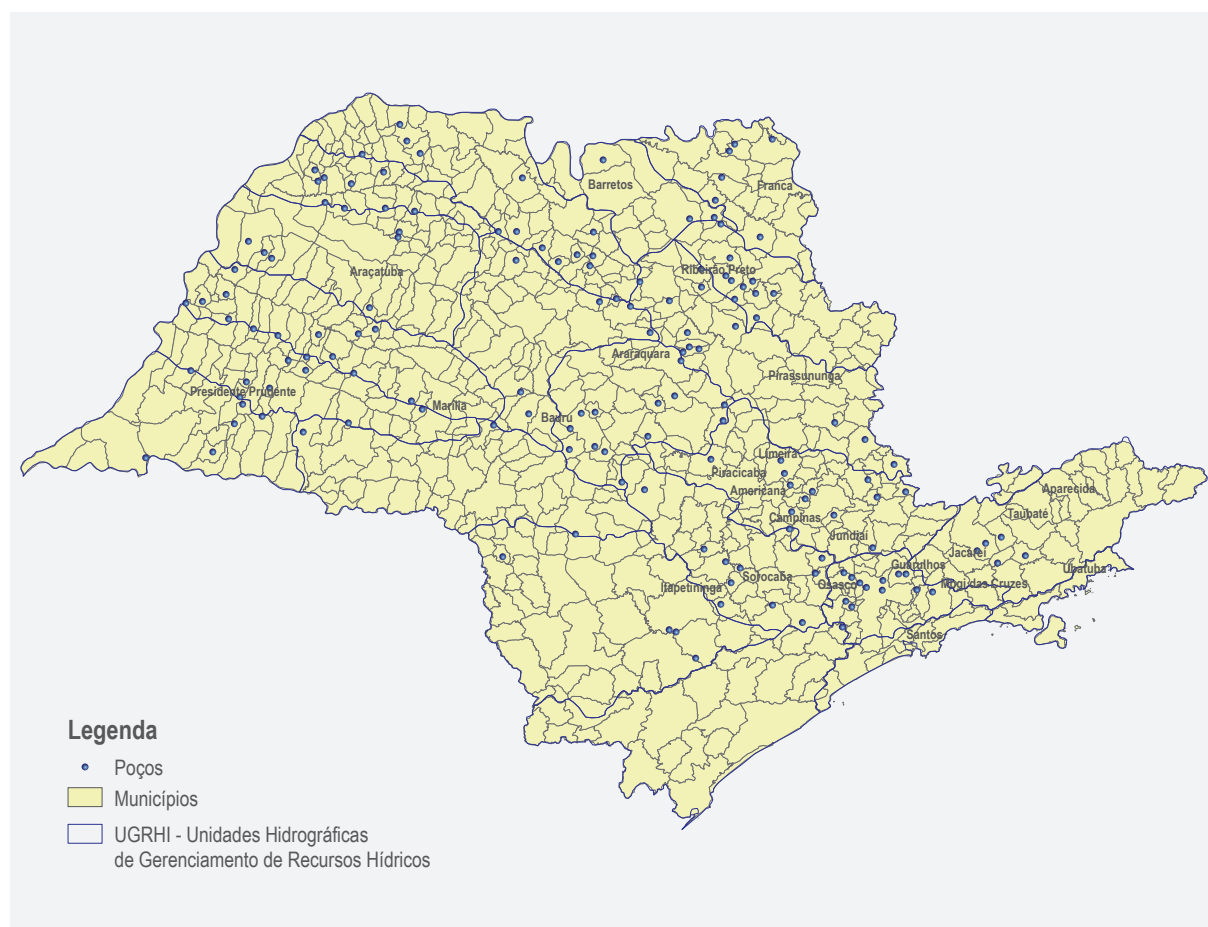 Barretos
Franca
Araçatuba
Ribeirão Preto
Araraquara
Pirassununga
Presidente Prudente
Marília
Bauru
Limeira
Piracicaba
Americana
Aparecida
Campinas
Taubaté
Jundiaí
Jacareí
Guarulhos
Ubatuba
Sorocaba
Osasco
Mogi das Cruzes
Itapetininga
Santos
Legenda
Poços
Municípios
UGRHI - Unidades Hidrográficas
de Gerenciamento de Recursos Hídricos